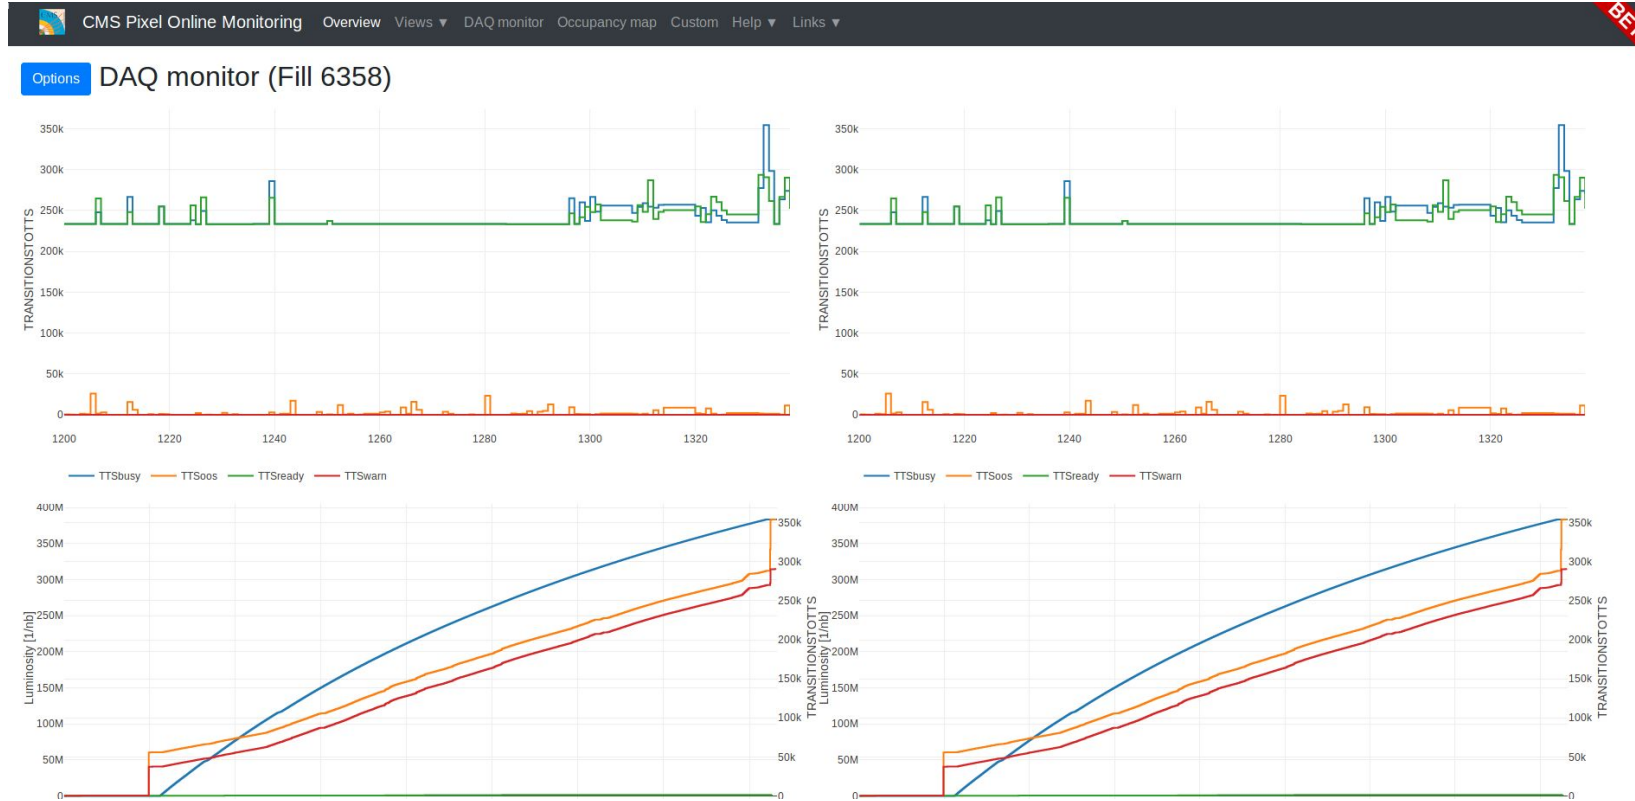 CMS Pixel Online Monitoring Overview Views ▼ DAQ monitor Occupancy map Custom Help ▼ Links ▼
Options DAQ monitor (Fill 6358)
TRANSITIONSTOTTS
350k
300k
250k
200k
150k
100k
50k
0
1200 1220 1240 1260 1280 1300 1320
TTSbusy TTSoos TTSready TTSwarn
TRANSITIONSTOTTS
350k
300k
250k
200k
150k
100k
50k
0
1200 1220 1240 1260 1280 1300 1320
TTSbusy TTSoos TTSready TTSwarn
Luminosity [1/nb]
400M
350M
300M
250M
200M
150M
100M
50M
0
350k
300k
250k
200k
150k
100k
50k
0
TRANSITIONSTOTTS
Luminosity [1/nb]
400M
350M
300M
250M
200M
150M
100M
50M
0
350k
300k
250k
200k
150k
100k
50k
0
TRANSITIONSTOTTS